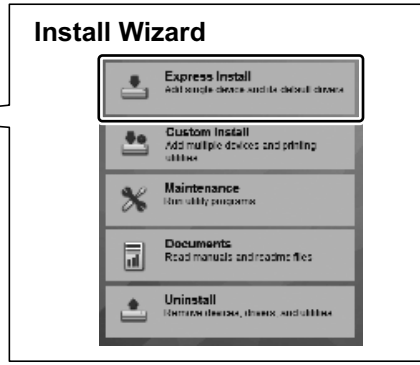 Install Wizard
Express Install
Add single device and its default drivers
Custom Install
Add multiple devices and printing
utilities
Maintenance
Run utility programs
Documents
Read manuals and readme files
Uninstall
Remove devices, drivers, and utilities